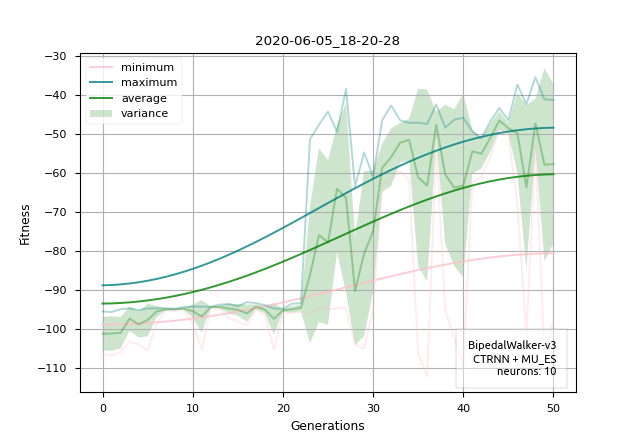 2020-06-05_18-20-28
minimum
maximum
average
variance
−30
−40
−50
−60
−70
−80
−90
−100
−110
Fitness
BipedalWalker-v3
CTRNN + MU_ES
neurons: 10
0
10
20
30
40
50
Generations